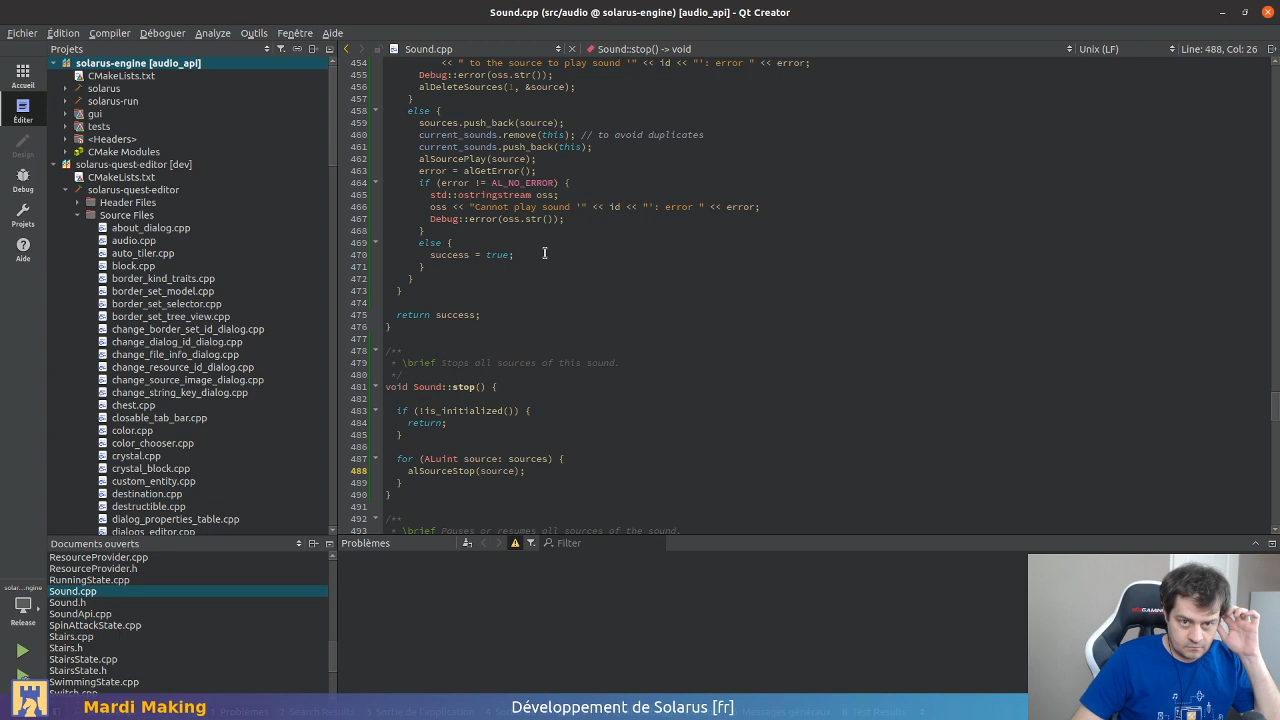 Sound.cpp (src/audio @ solarus-engine) [audio_api] - Qt Creator
Fichier Édition Compiler Déboguer Analyze Outils Fenêtre Aide
Projets
Sound.cpp
Sound::stop() → void
Unix (LF)
Line: 488, Col: 26
Accueil
Éditer
Design
Debug
Projets
Aide
solarus-engine [audio_api]
CMakeLists.txt
solarus
solarus-run
gui
tests
<Headers>
CMake Modules
solarus-quest-editor [dev]
CMakeLists.txt
solarus-quest-editor
Header Files
Source Files
about_dialog.cpp
audio.cpp
auto_tiler.cpp
block.cpp
border_kind_traits.cpp
border_set_model.cpp
border_set_selector.cpp
border_set_tree_view.cpp
change_border_set_id_dialog.cpp
change_dialog_id_dialog.cpp
change_file_info_dialog.cpp
change_resource_id_dialog.cpp
change_source_image_dialog.cpp
change_string_key_dialog.cpp
chest.cpp
closable_tab_bar.cpp
color.cpp
color_chooser.cpp
crystal.cpp
crystal_block.cpp
custom_entity.cpp
destination.cpp
destructible.cpp
dialog_properties_table.cpp
dialogs_editor.cpp
454 << " to the source to play sound '" << id << "': error " << error;
455 Debug::error(oss.str());
456 alDeleteSources(1, &source);
457 }
458 else {
459 sources.push_back(source);
460 current_sounds.remove(this); // to avoid duplicates
461 current_sounds.push_back(this);
462 alSourcePlay(source);
463 error = alGetError();
464 if (error != AL_NO_ERROR) {
465 std::ostringstream oss;
466 oss << "Cannot play sound '" << id << "': error " << error;
467 Debug::error(oss.str());
468 }
469 else {
470 success = true;
471 }
472 }
473 }
474
475 return success;
476 }
477
478 /**
479 * \brief Stops all sources of this sound.
480 */
481 void Sound::stop() {
482
483 if (!is_initialized()) {
484 return;
485 }
486
487 for (ALuint source: sources) {
488 alSourceStop(source);
489 }
490 }
491
492 /**
493 * \brief Pauses or resumes all sources of the sound.
Documents ouverts
ResourceProvider.cpp
ResourceProvider.h
RunningState.cpp
Sound.cpp
Sound.h
SoundApi.cpp
SpinAttackState.cpp
Stairs.cpp
Stairs.h
StairsState.cpp
StairsState.h
SwimmingState.cpp
Switch.cpp
Problèmes
Filter
solar...ngine
Release
Mardi Making
Développement de Solarus [fr]